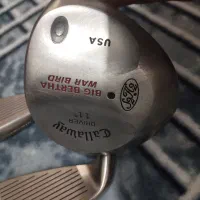 USA
BIG BERTHA
WAR BIRD
Callaway
DRIVER
11°